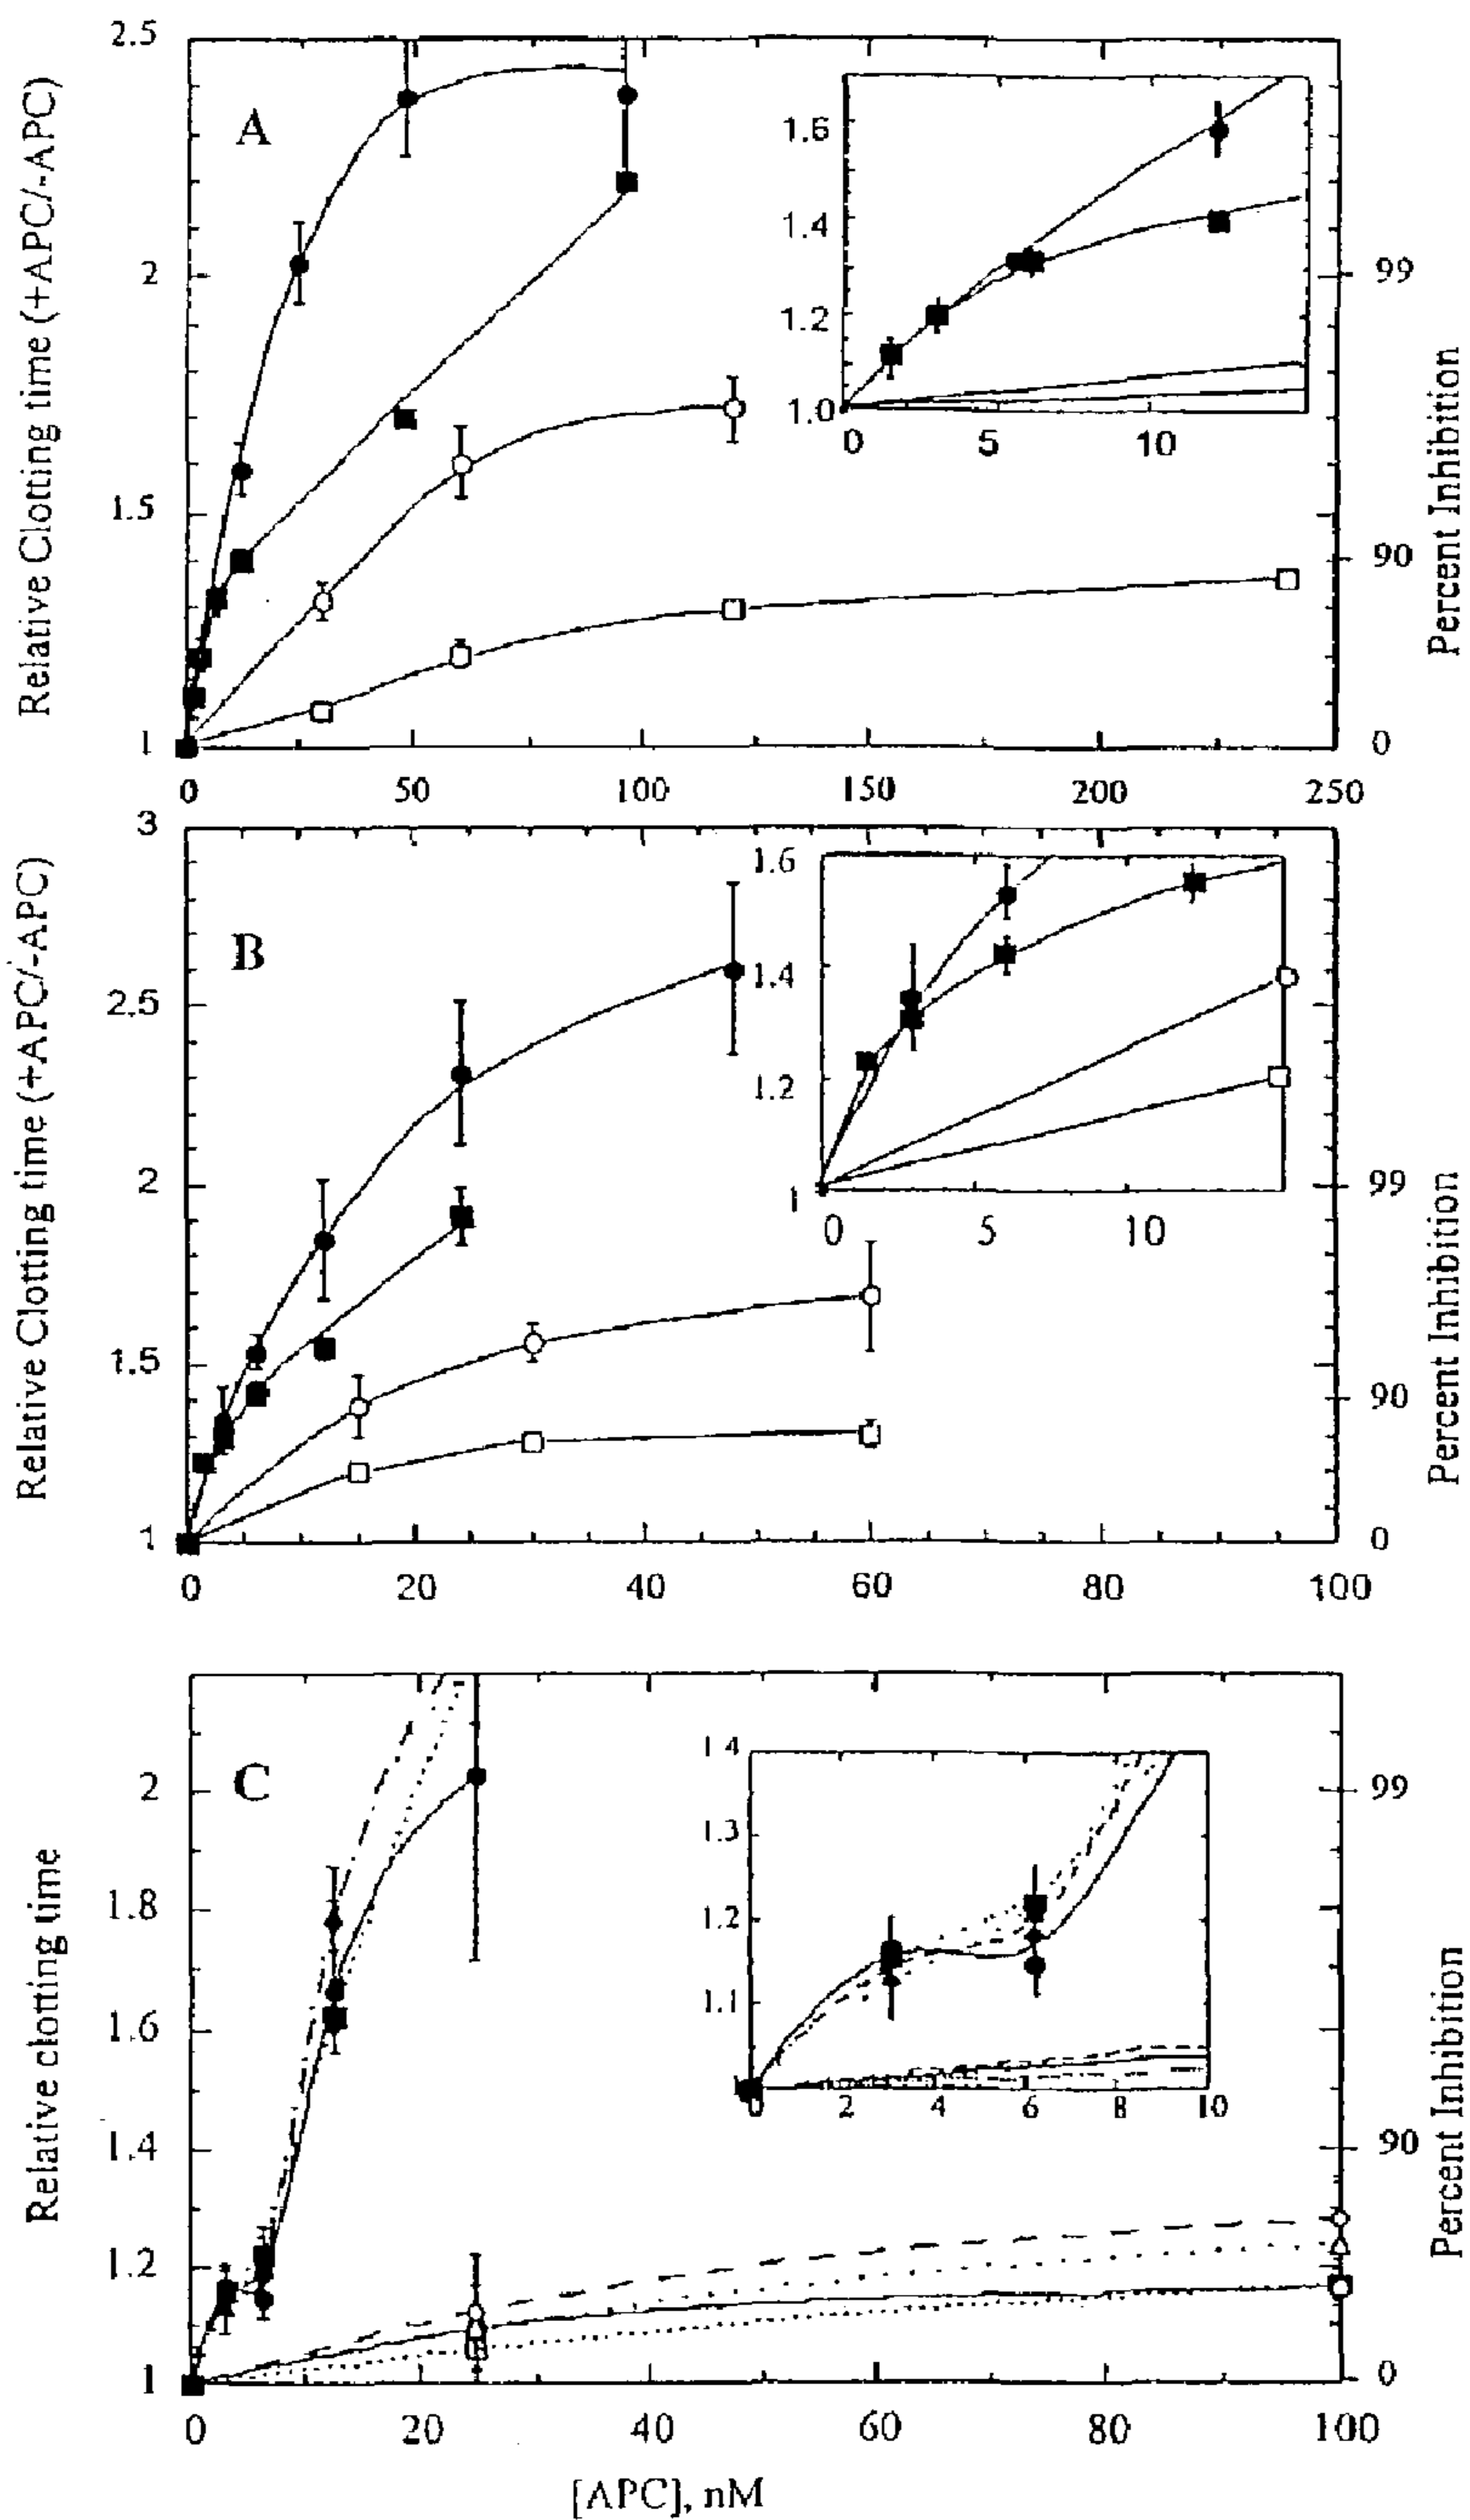 2.5
A
1.6
1.4
1.2
1.0
0 5 10
2
1.5
1
Relative Clotting time (+APC/-APC)
99
90
0
Percent Inhibition
0 50 100 150 200 250
3
B
1.6
1.4
1.2
1
0 5 10
2.5
2
1.5
1
Relative Clotting time (+APC/-APC)
99
90
0
Percent Inhibition
0 20 40 60 80 100
C
1.4
1.3
1.2
1.1
0 2 4 6 8 10
2
1.8
1.6
1.4
1.2
1
Relative clotting time
99
90
0
Percent Inhibition
0 20 40 60 80 100
[APC], nM